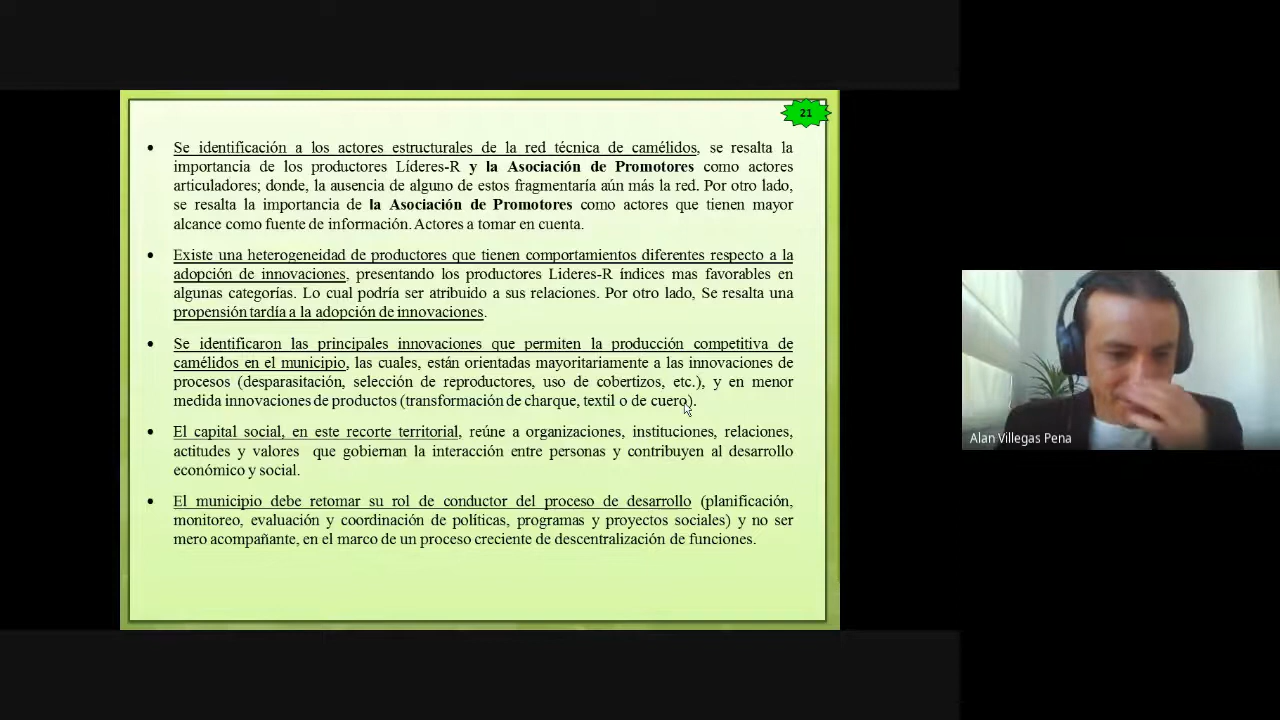 21
• Se identificación a los actores estructurales de la red técnica de camélidos, se resalta la
importancia de los productores Líderes-R y la Asociación de Promotores como actores
articuladores; donde, la ausencia de alguno de estos fragmentaría aún más la red. Por otro lado,
se resalta la importancia de la Asociación de Promotores como actores que tienen mayor
alcance como fuente de información. Actores a tomar en cuenta.
• Existe una heterogeneidad de productores que tienen comportamientos diferentes respecto a la
adopción de innovaciones, presentando los productores Lideres-R índices mas favorables en
algunas categorías. Lo cual podría ser atribuido a sus relaciones. Por otro lado, Se resalta una
propensión tardía a la adopción de innovaciones.
• Se identificaron las principales innovaciones que permiten la producción competitiva de
camélidos en el municipio, las cuales, están orientadas mayoritariamente a las innovaciones de
procesos (desparasitación, selección de reproductores, uso de cobertizos, etc.), y en menor
medida innovaciones de productos (transformación de charque, textil o de cuero).
• El capital social, en este recorte territorial, reúne a organizaciones, instituciones, relaciones,
actitudes y valores que gobiernan la interacción entre personas y contribuyen al desarrollo
económico y social.
• El municipio debe retomar su rol de conductor del proceso de desarrollo (planificación,
monitoreo, evaluación y coordinación de políticas, programas y proyectos sociales) y no ser
mero acompañante, en el marco de un proceso creciente de descentralización de funciones.
Alan Villegas Pena